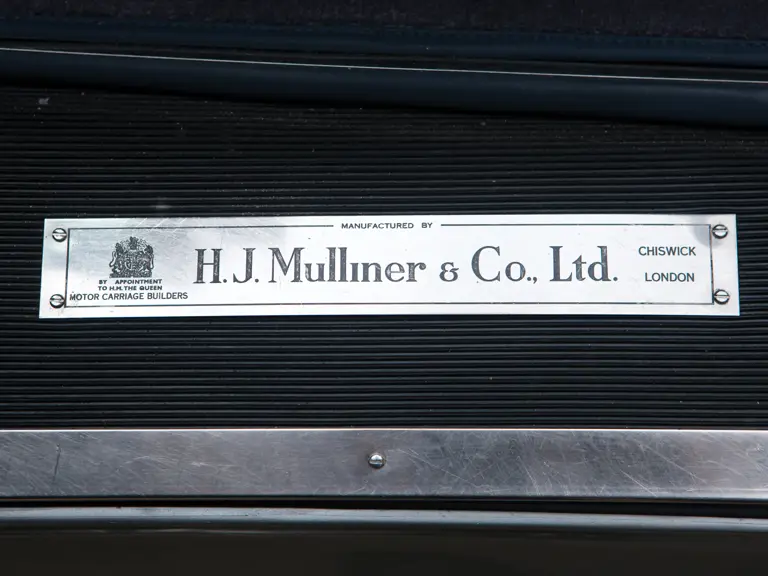 MANUFACTURED BY
BY APPOINTMENT
TO H.M. THE QUEEN
MOTOR CARRIAGE BUILDERS
H.J. Mulliner & Co., Ltd.
CHISWICK
LONDON